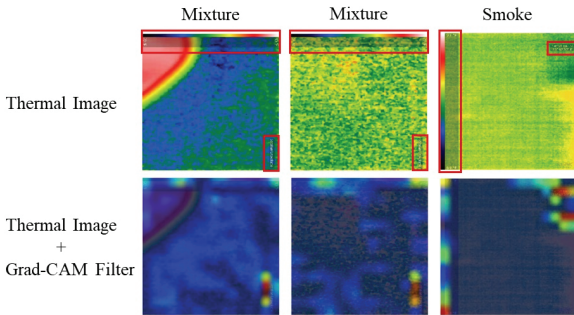 Mixture Mixture Smoke
Thermal Image
Thermal Image
+
Grad-CAM Filter